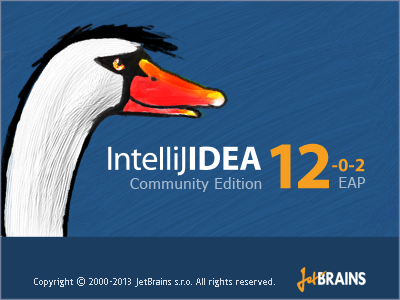 IntelliJIDEA 12-0-2
Community Edition EAP
Copyright © 2000-2013 JetBrains s.r.o. All rights reserved.
JetBRAINS